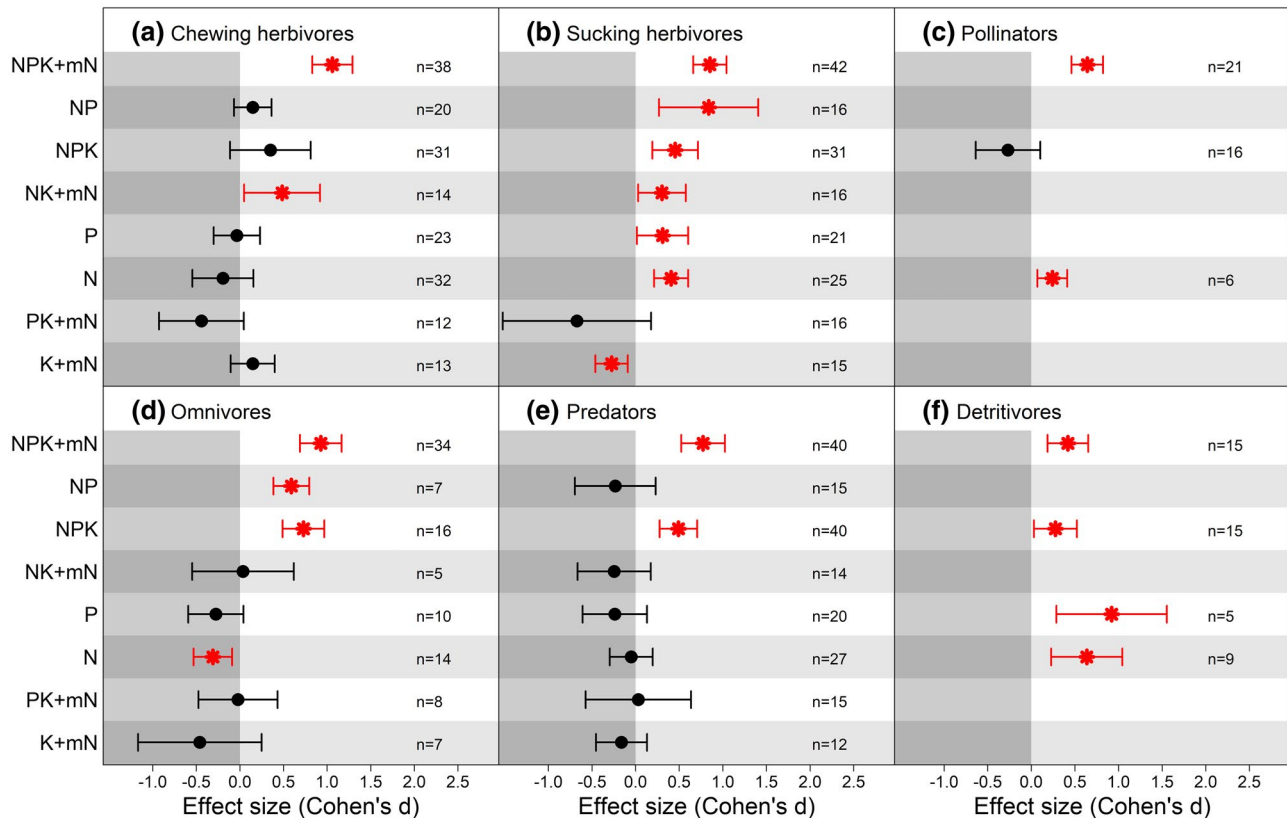 (a) Chewing herbivores
(b) Sucking herbivores
(c) Pollinators
NPK+mN
n=38
n=42
n=21
NP
n=20
n=16
NPK
n=31
n=31
n=16
NK+mN
n=14
n=16
P
n=23
n=21
N
n=32
n=25
n=6
PK+mN
n=12
n=16
K+mN
n=13
n=15
(d) Omnivores
(e) Predators
(f) Detritivores
NPK+mN
n=34
n=40
n=15
NP
n=7
n=15
NPK
n=16
n=40
n=15
NK+mN
n=5
n=14
P
n=10
n=20
n=5
N
n=14
n=27
n=9
PK+mN
n=8
n=15
K+mN
n=7
n=12
-1.0 0.0 0.5 1.0 1.5 2.0 2.5
-1.0 0.0 0.5 1.0 1.5 2.0 2.5
-1.0 0.0 0.5 1.0 1.5 2.0 2.5
Effect size (Cohen's d)
Effect size (Cohen's d)
Effect size (Cohen's d)